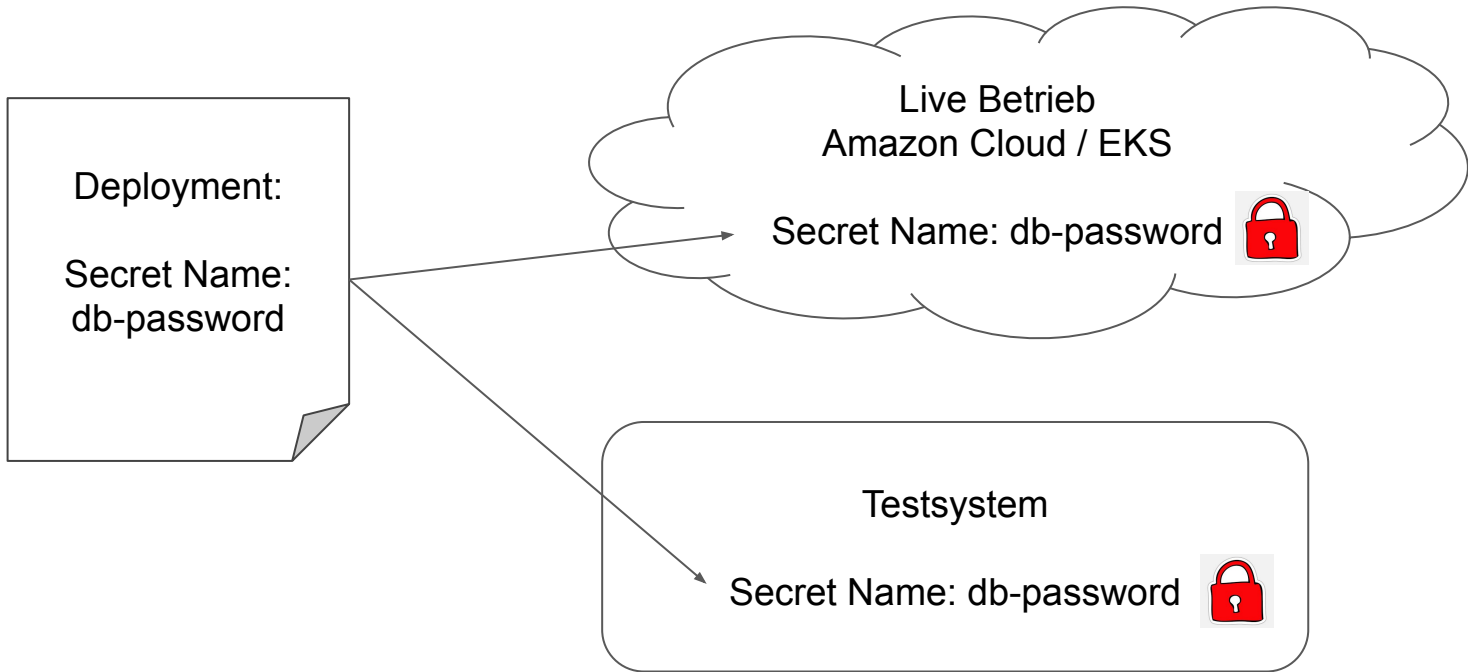 Deployment:
Secret Name:
db-password
Live Betrieb
Amazon Cloud / EKS
Secret Name: db-password
Testsystem
Secret Name: db-password